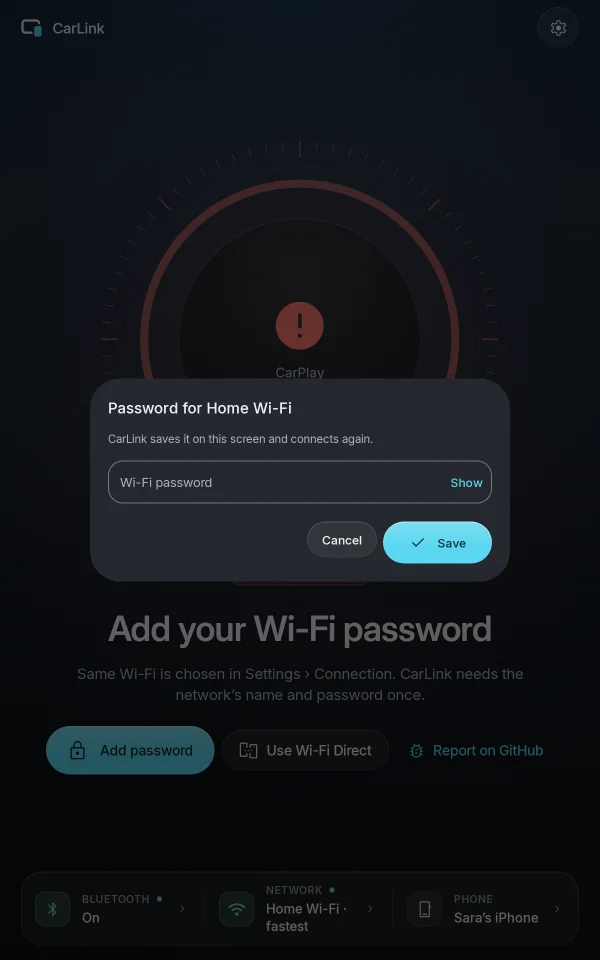 CarLink
CarPlay
Password for Home Wi-Fi
CarLink saves it on this screen and connects again.
Wi-Fi password
Show
Cancel
Save
Add your Wi-Fi password
Same Wi-Fi is chosen in Settings › Connection. CarLink needs the
network’s name and password once.
Add password
Use Wi-Fi Direct
Report on GitHub
BLUETOOTH
On
NETWORK
Home Wi-Fi ·
fastest
PHONE
Sara’s iPhone